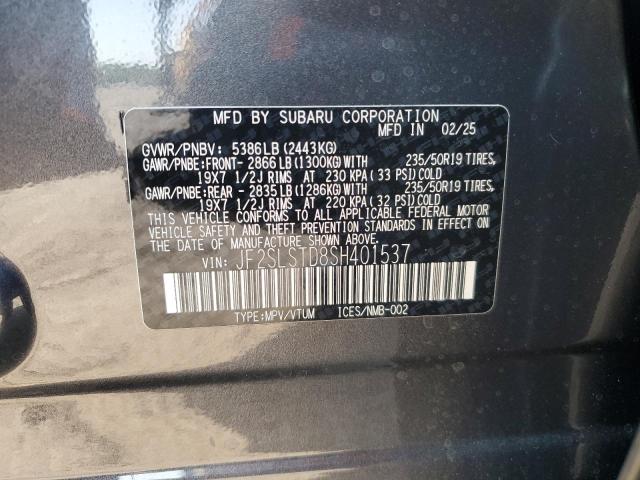 MFD BY SUBARU CORPORATION
MFD IN 02/25
GVWR/PNBV: 5386LB(2443KG)
GAWR/PNBE:FRONT- 2866LB(1300KG)WITH 235/50R19 TIRES,
19X7 1/2J RIMS AT 230 KPA(33 PSI)COLD
GAWR/PNBE:REAR - 2835LB(1286KG)WITH 235/50R19 TIRES,
19X7 1/2J RIMS AT 220 KPA(32 PSI)COLD
THIS VEHICLE CONFORMS TO ALL APPLICABLE FEDERAL MOTOR
VEHICLE SAFETY AND THEFT PREVENTION STANDARDS IN EFFECT ON
THE DATE OF MANUFACTURE SHOWN ABOVE.
VIN: JF2SLSTD8SH401537
TYPE:MPV/VTUM ICES/NMB-002